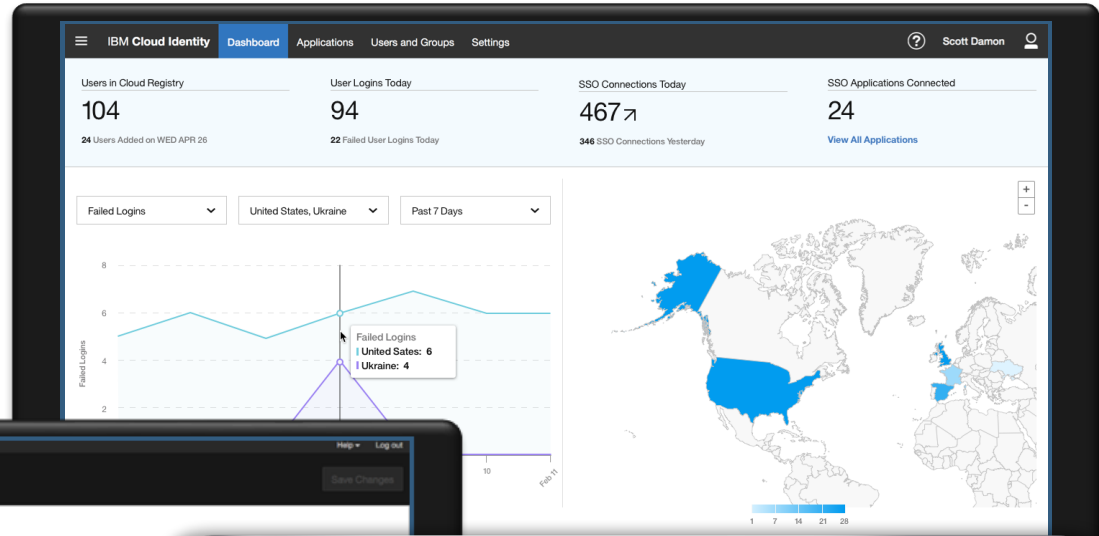 IBM Cloud Identity Dashboard Applications Users and Groups Settings ? Scott Damon
Users in Cloud Registry
104
24 Users Added on WED APR 26
User Logins Today
94
22 Failed User Logins Today
SSO Connections Today
467
346 SSO Connections Yesterday
SSO Applications Connected
24
View All Applications
Failed Logins
United States, Ukraine
Past 7 Days
+
-
8
6
4
2
Failed Logins
Failed Logins
United Sates: 6
Ukraine: 4
10
Feb 11
1 7 14 21 28
Help Log out
Save Changes